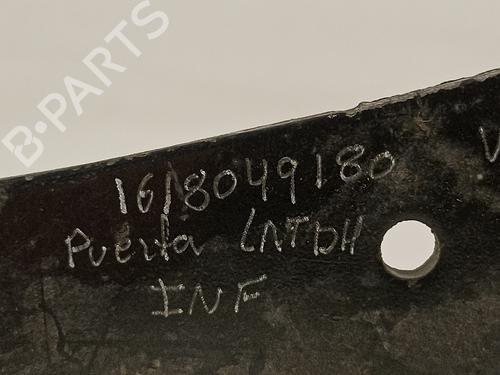 B-PARTS
1618049180
V
Puerta LNTDH
INF